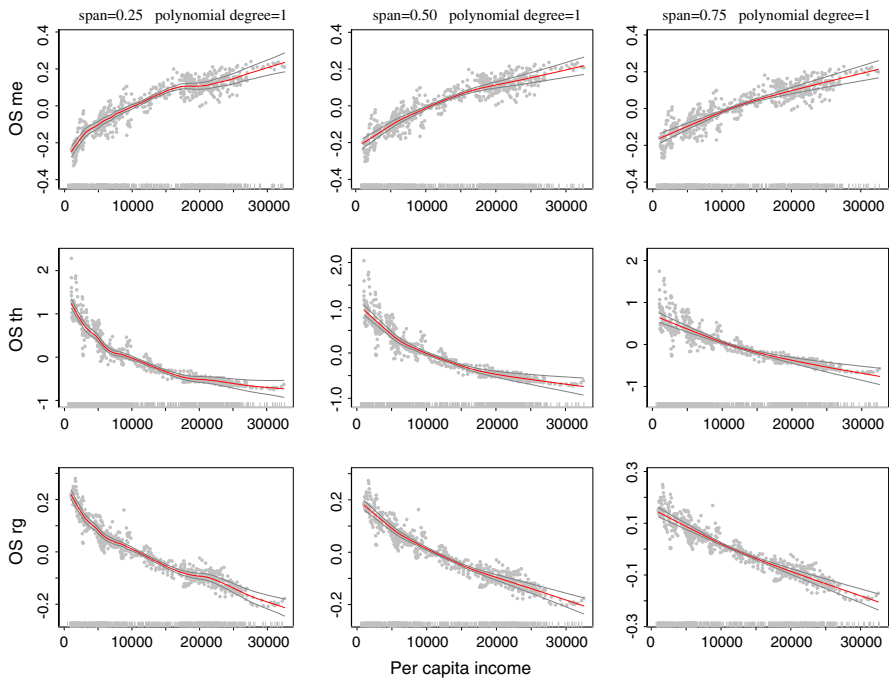 span=0.25 polynomial degree=1
span=0.50 polynomial degree=1
span=0.75 polynomial degree=1
OS me
0.4
0.2
0.0
-0.2
-0.4
0 10000 20000 30000
0.4
0.2
0.0
-0.2
-0.4
0 10000 20000 30000
0.4
0.2
0.0
-0.2
-0.4
0 10000 20000 30000
OS th
2
1
0
-1
0 10000 20000 30000
2.0
1.0
0.0
-1.0
0 10000 20000 30000
2
1
0
-1
0 10000 20000 30000
OS rg
0.2
0.0
-0.2
0 10000 20000 30000
0.2
0.0
-0.2
0 10000 20000 30000
0.3
0.1
-0.1
-0.3
0 10000 20000 30000
Per capita income